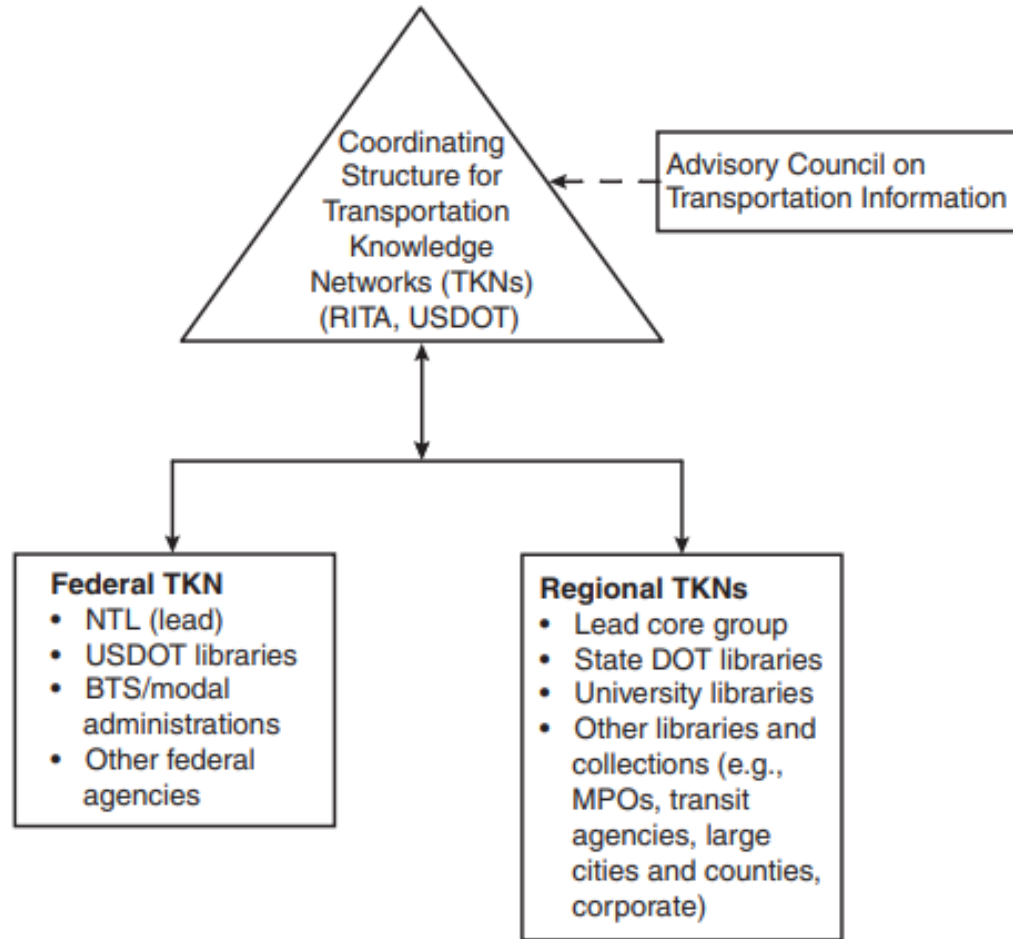 Coordinating
Structure for
Transportation
Knowledge
Networks (TKNs)
(RITA, USDOT)
Advisory Council on
Transportation Information
Federal TKN
• NTL (lead)
• USDOT libraries
• BTS/modal
administrations
• Other federal
agencies
Regional TKNs
• Lead core group
• State DOT libraries
• University libraries
• Other libraries and
collections (e.g.,
MPOs, transit
agencies, large
cities and counties,
corporate)